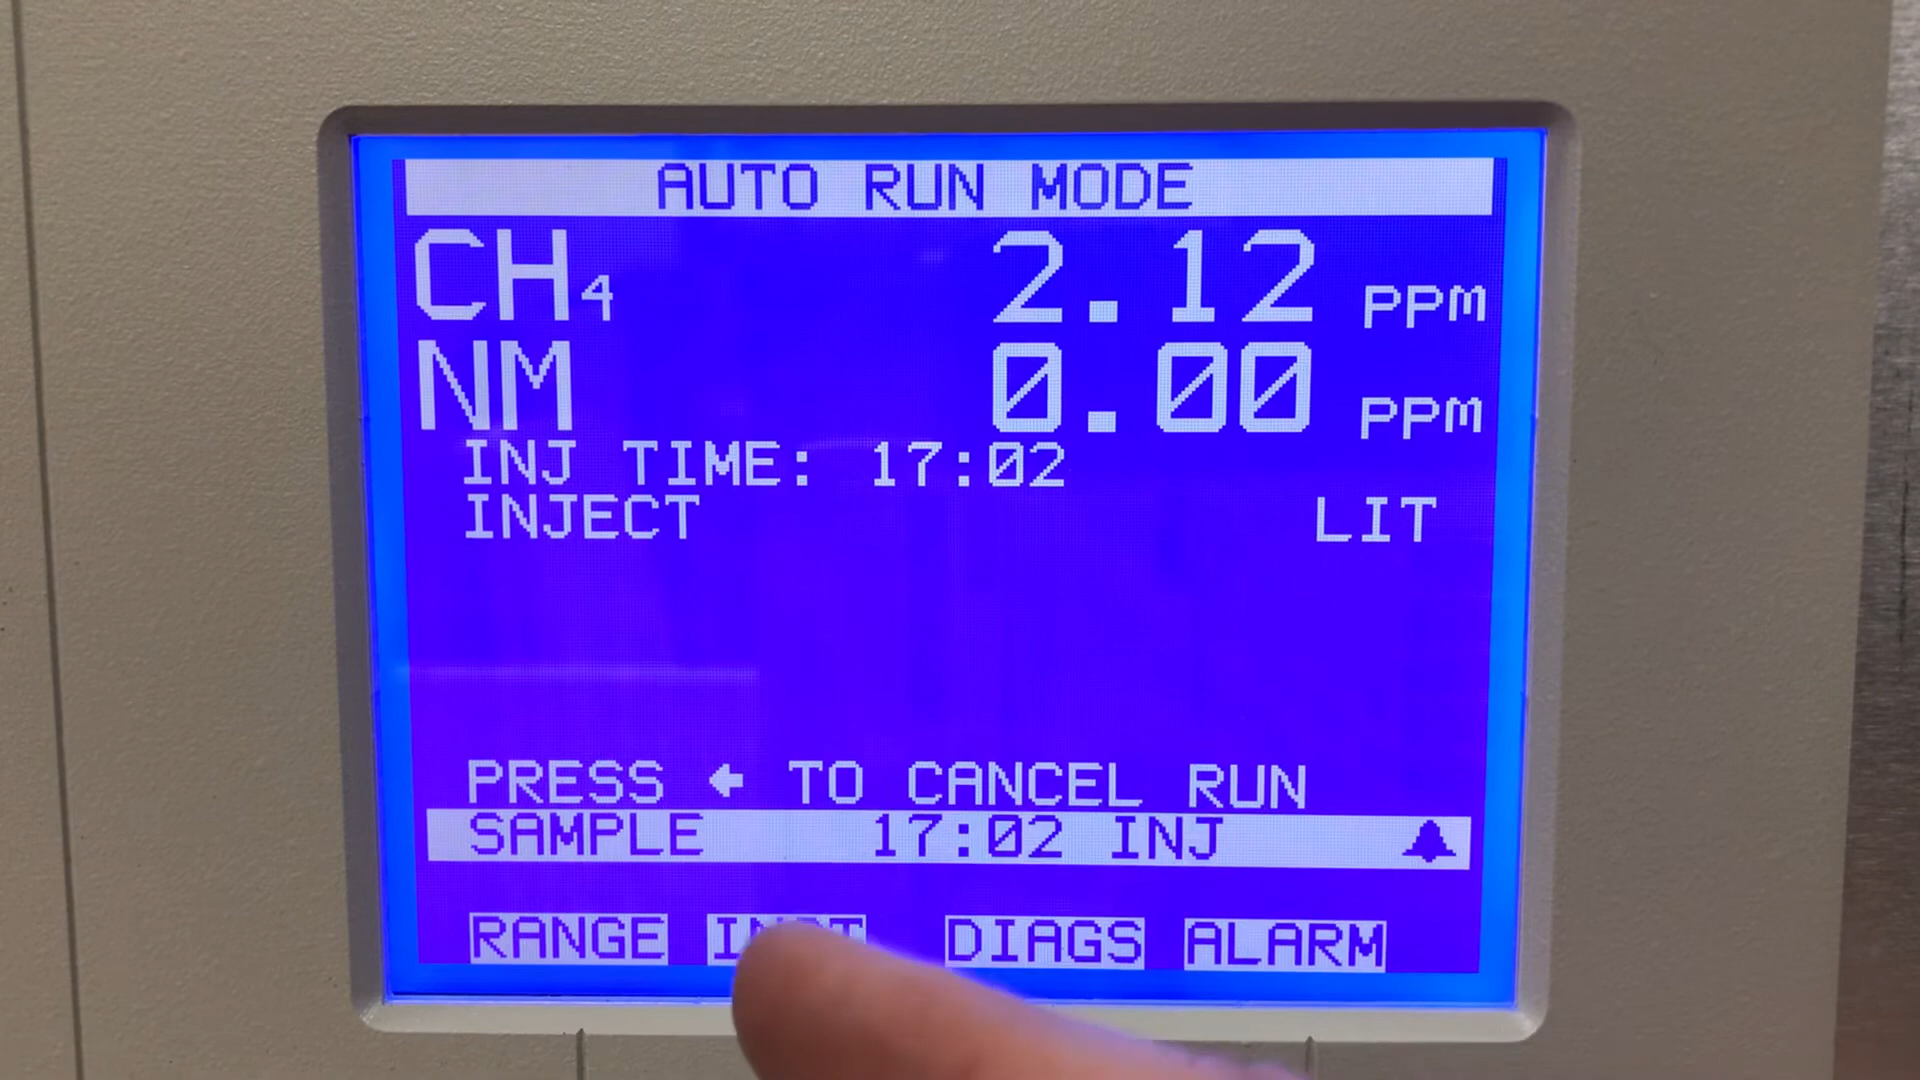 AUTO RUN MODE
CH₄ 2.12 PPM
NM 0.00 PPM
INJ TIME: 17:02
INJECT LIT
PRESS ← TO CANCEL RUN
SAMPLE 17:02 INJ
RANGE DIAGS ALARM